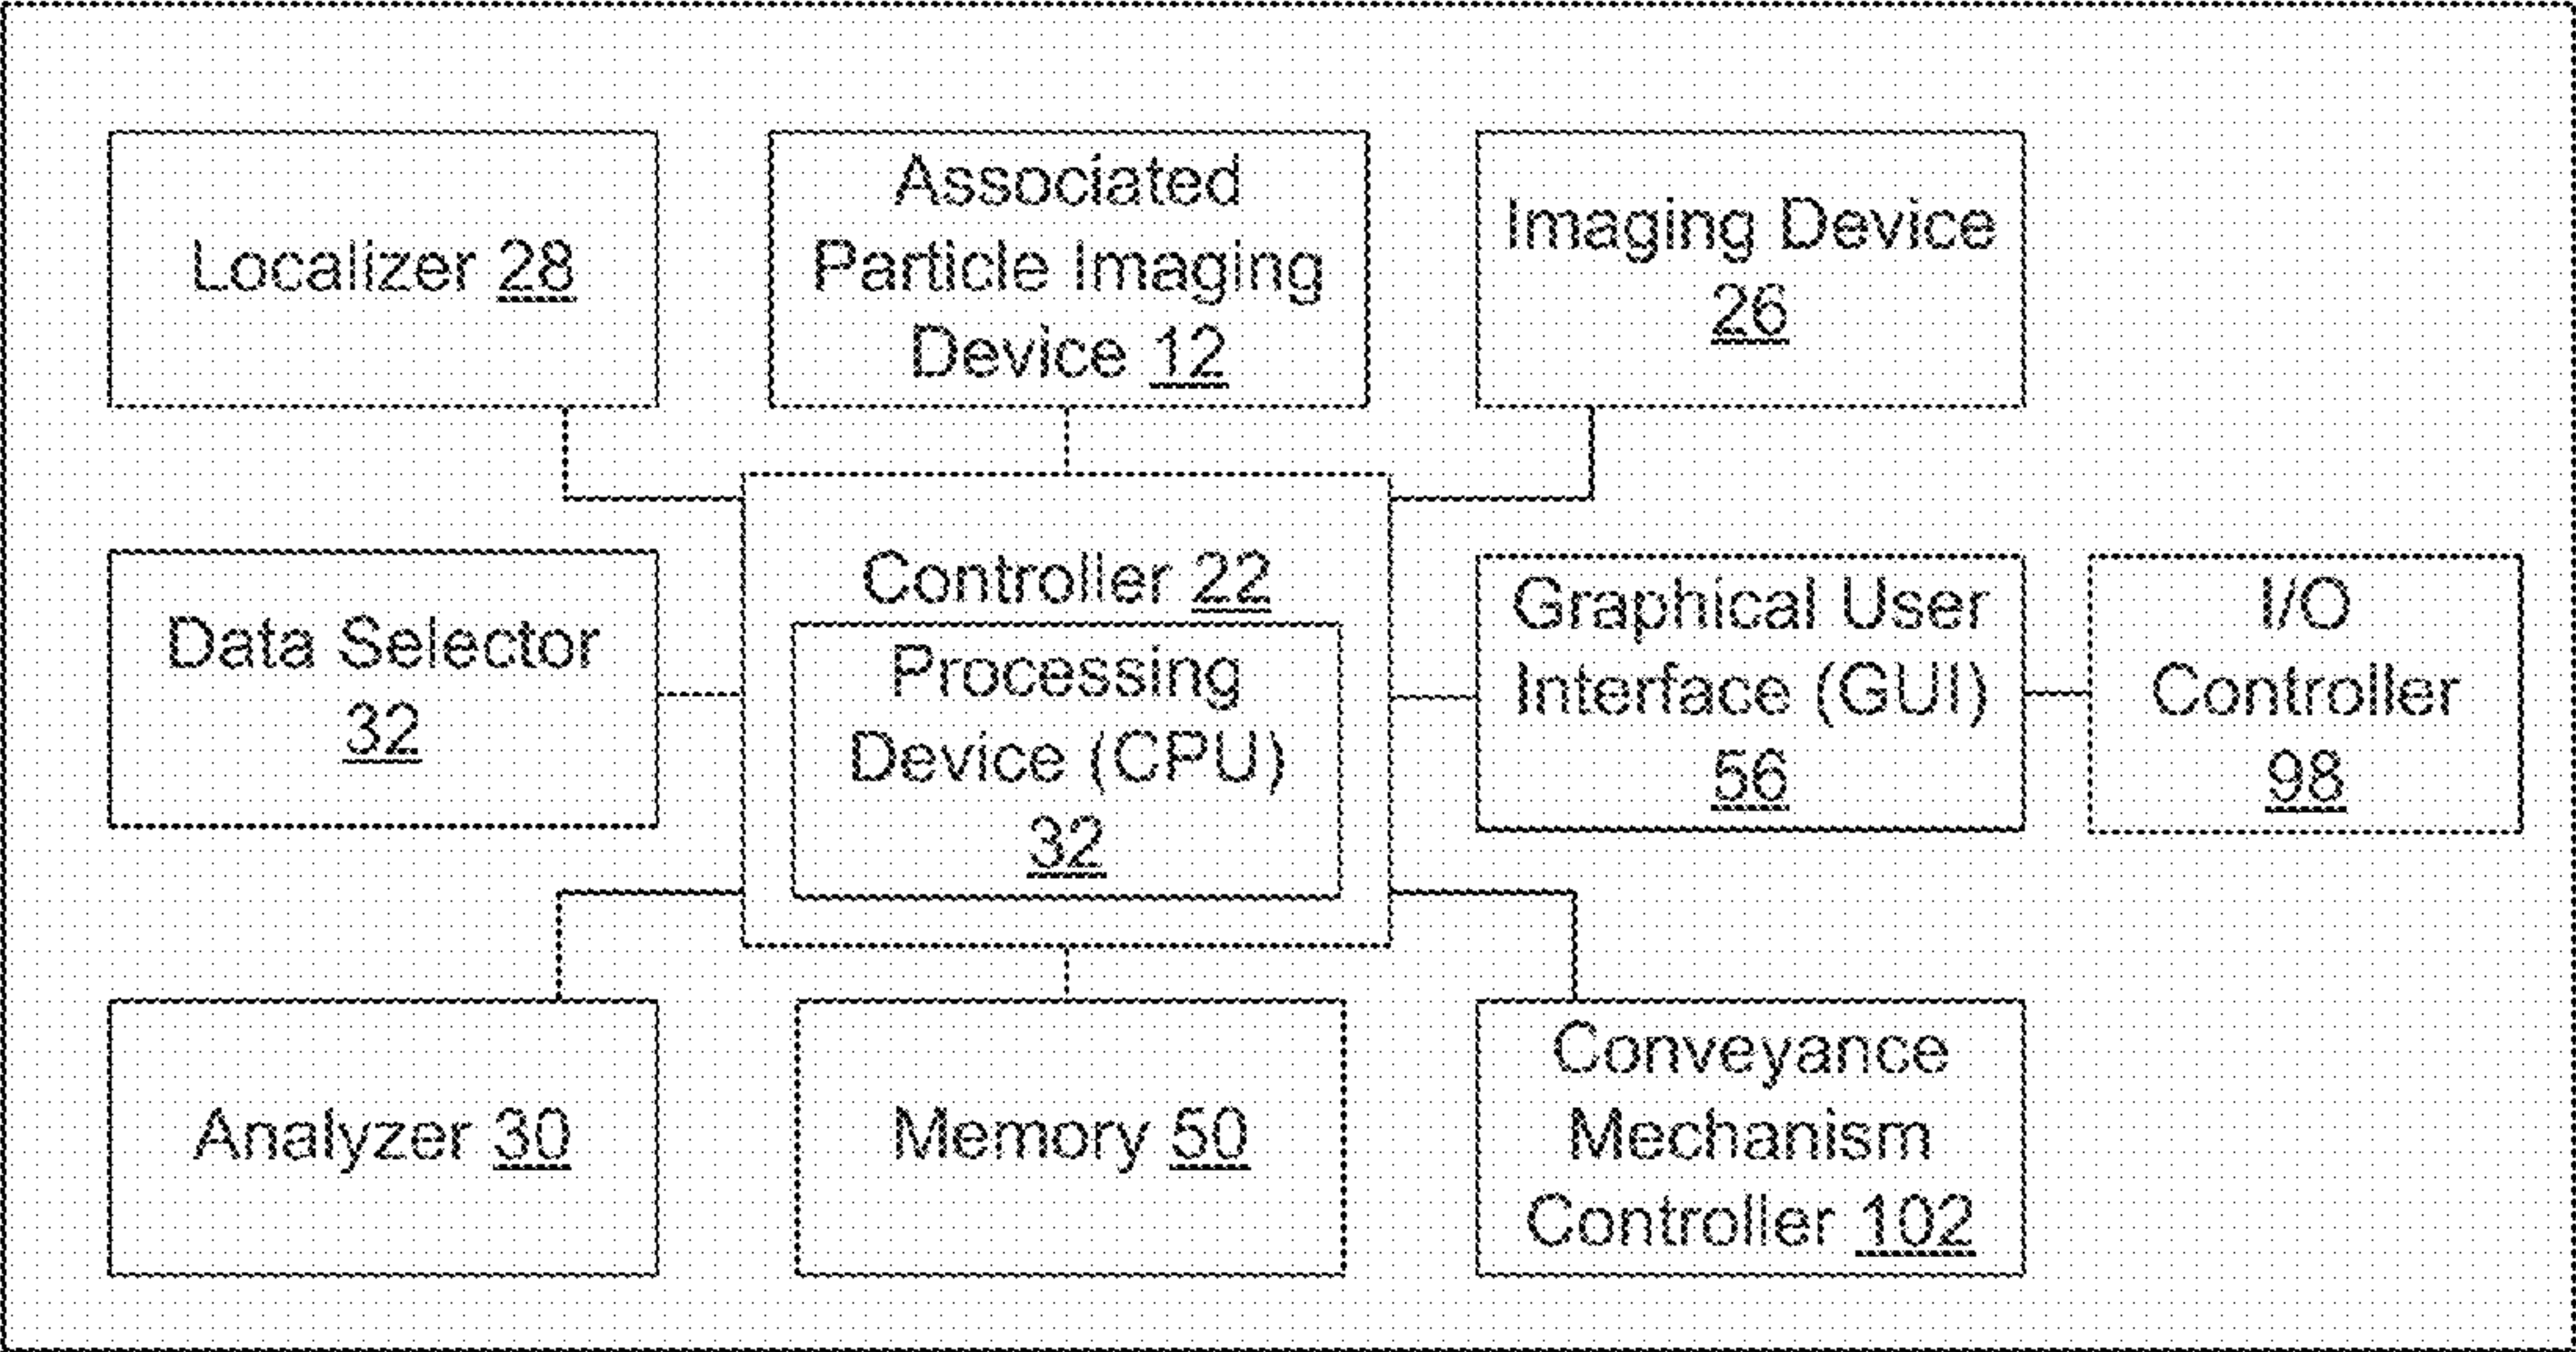 Localizer 28
Associated
Particle Imaging
Device 12
Imaging Device
26
Data Selector
32
Controller 22
Processing
Device (CPU)
32
Graphical User
Interface (GUI)
56
I/O
Controller
98
Analyzer 30
Memory 50
Conveyance
Mechanism
Controller 102